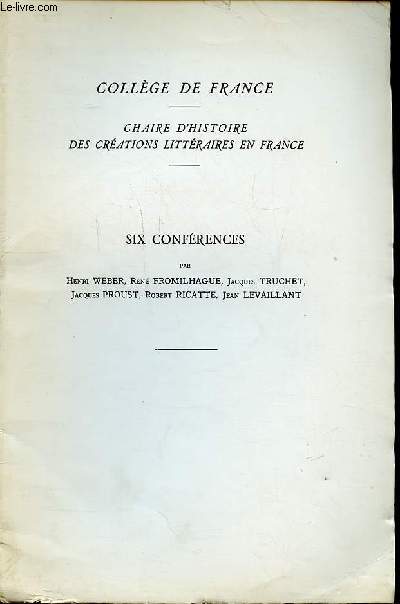 Le-livre.com
COLLÈGE DE FRANCE
CHAIRE D'HISTOIRE
DES CRÉATIONS LITTÉRAIRES EN FRANCE
SIX CONFÉRENCES
PAR
HENRI WEBER, RENÉ FROMILHAGUE, JACQUES TRUCHET,
JACQUES PROUST, ROBERT RICATTE, JEAN LEVAILLANT